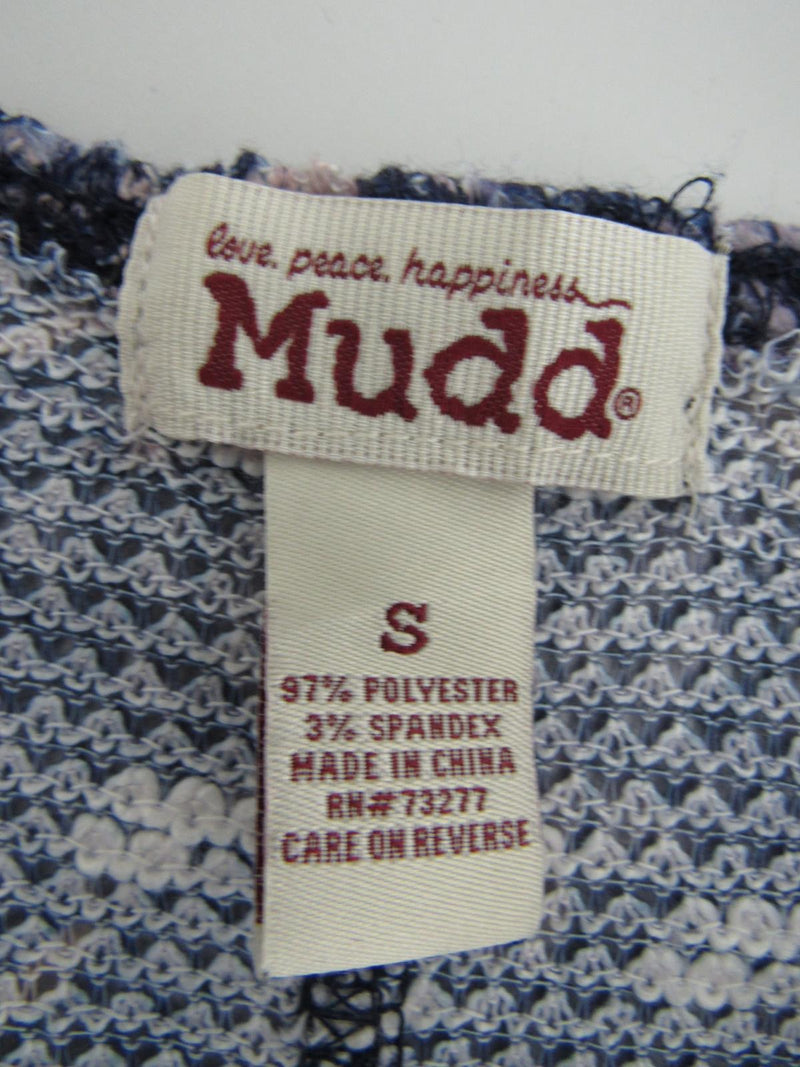 love. peace. happiness
Mudd®
S
97% POLYESTER
3% SPANDEX
MADE IN CHINA
RN#73277
CARE ON REVERSE